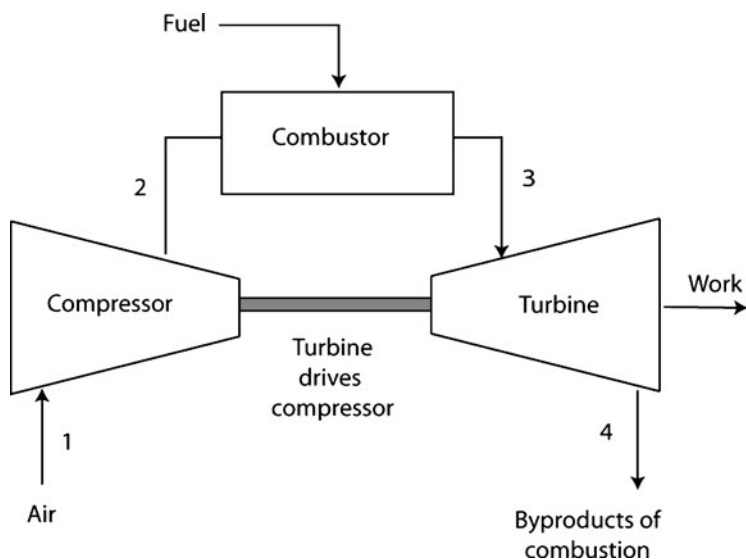 Fuel
Combustor
2
3
Compressor
Turbine
Work
Turbine
drives
compressor
1
4
Air
Byproducts of
combustion